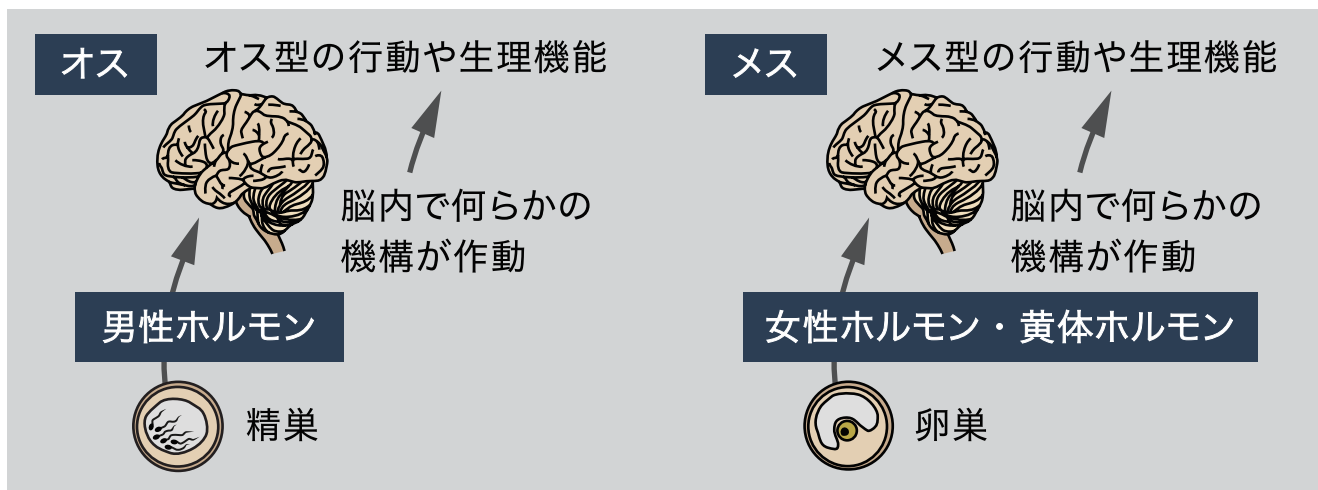 オス
オス型の行動や生理機能
脳内で何らかの
機構が作動
男性ホルモン
精巣
メス
メス型の行動や生理機能
脳内で何らかの
機構が作動
女性ホルモン・黄体ホルモン
卵巣